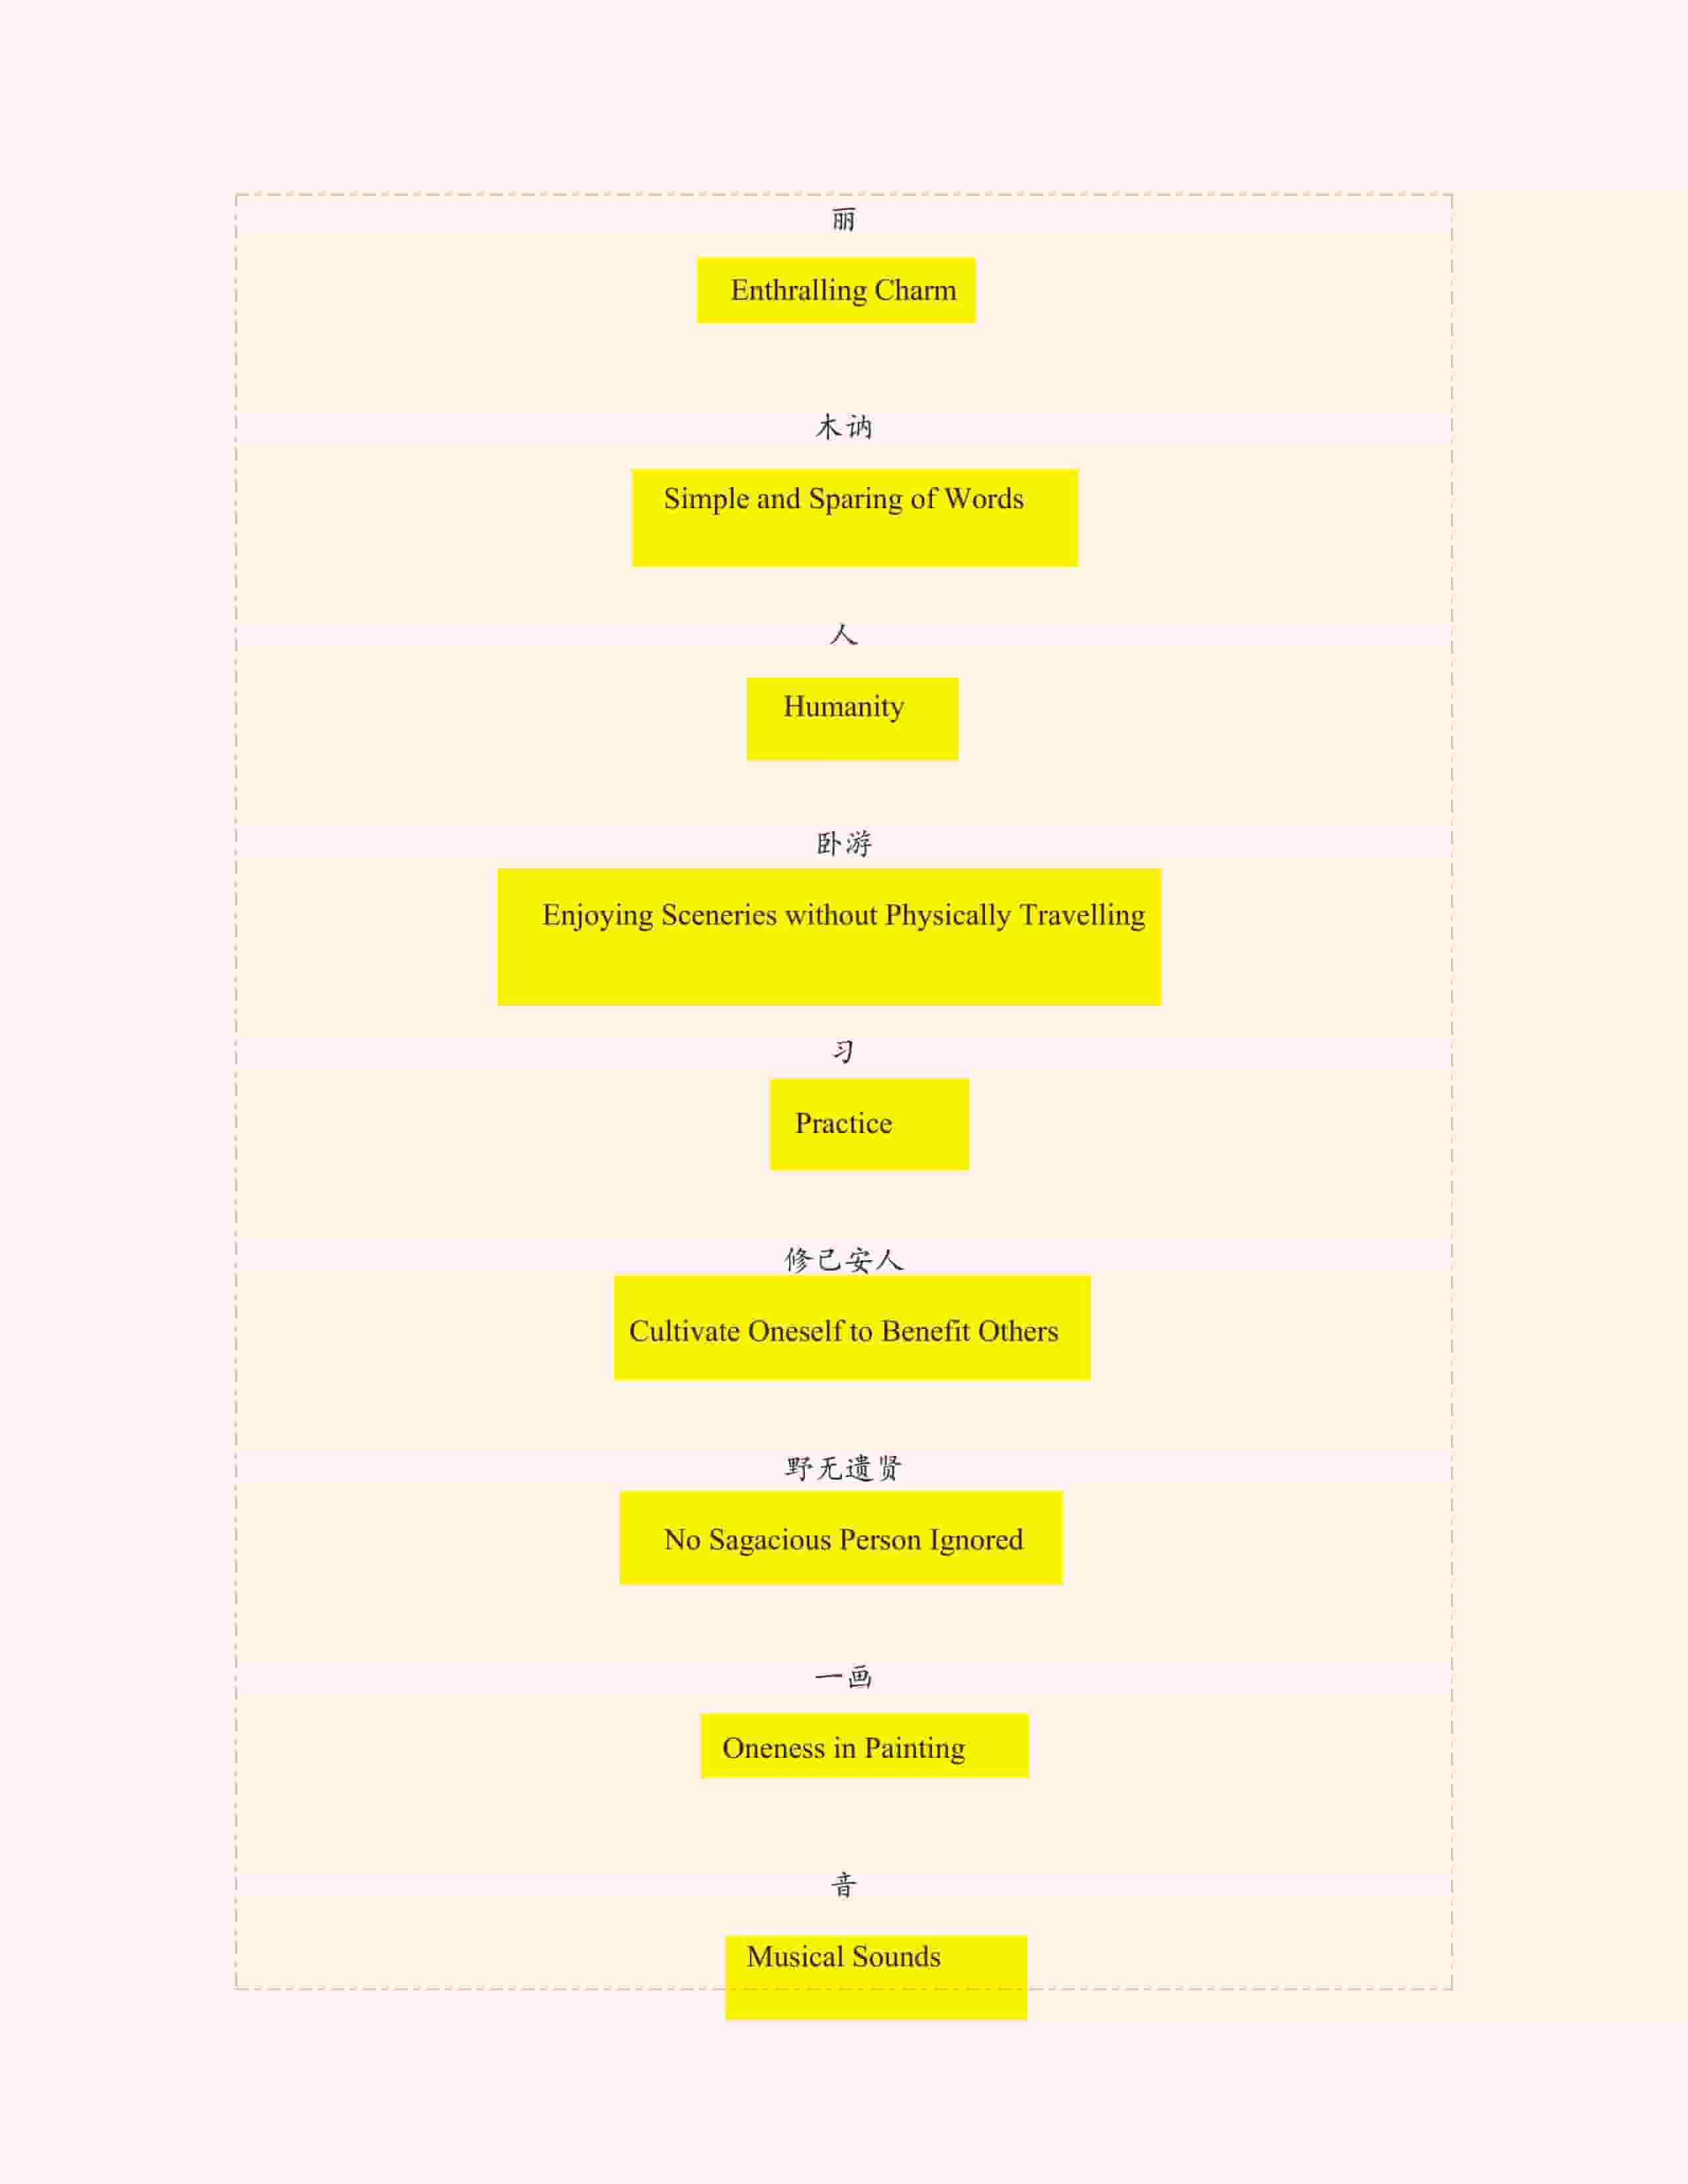 丽
Enthralling Charm
木讷
Simple and Sparing of Words
人
Humanity
卧游
Enjoying Sceneries without Physically Travelling
习
Practice
修己安人
Cultivate Oneself to Benefit Others
野无遗贤
No Sagacious Person Ignored
一画
Oneness in Painting
音
Musical Sounds